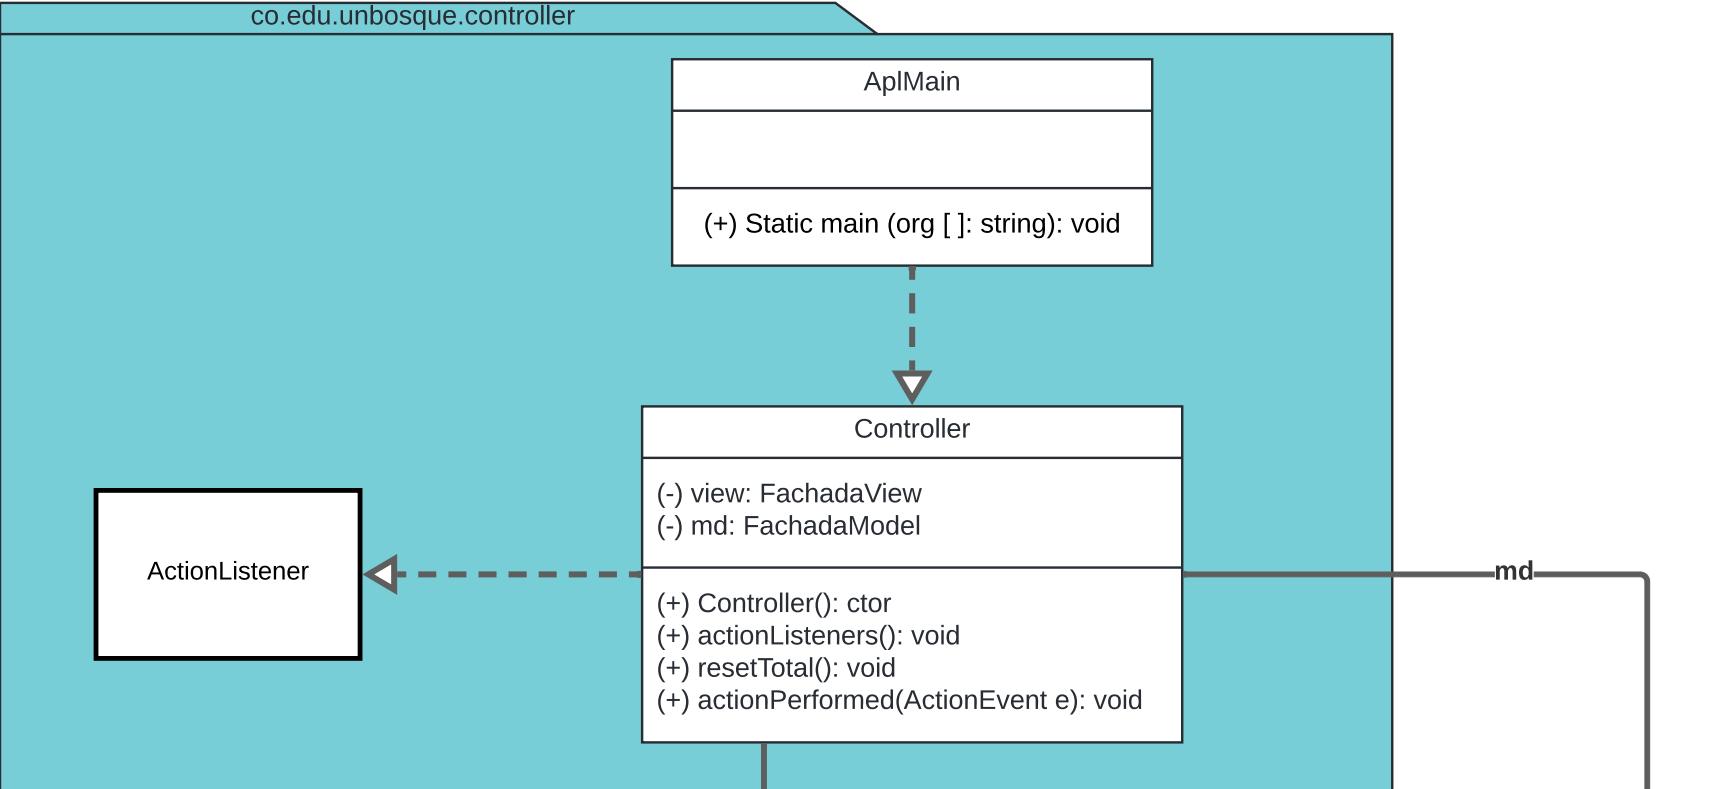 co.edu.unbosque.controller
AplMain
(+) Static main (org [ ]: string): void
Controller
(-) view: FachadaView
(-) md: FachadaModel
ActionListener
md
(+) Controller(): ctor
(+) actionListeners(): void
(+) resetTotal(): void
(+) actionPerformed(ActionEvent e): void